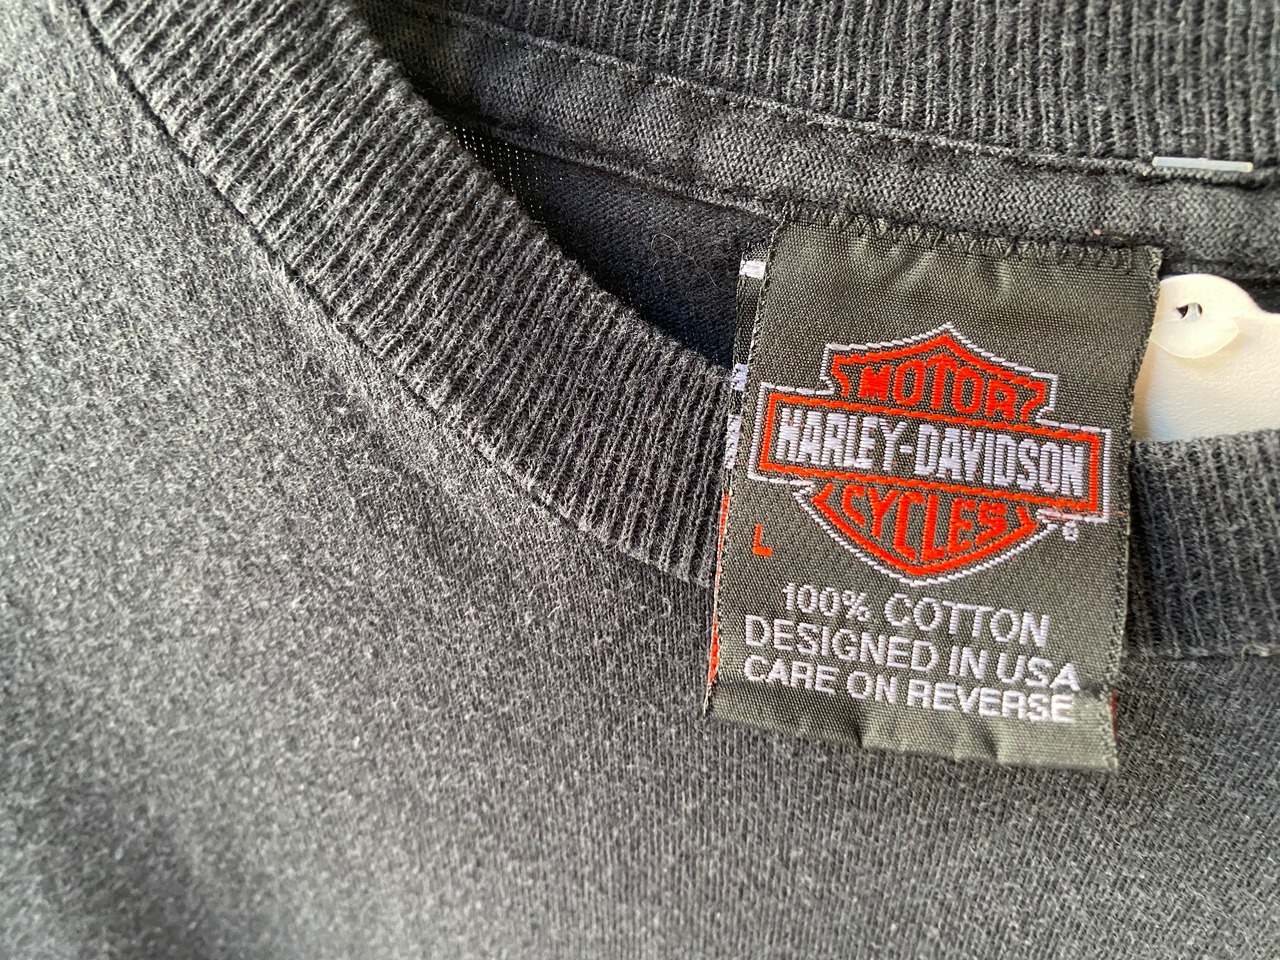 MOTOR
HARLEY-DAVIDSON
CYCLES
®
L
100% COTTON
DESIGNED IN USA
CARE ON REVERSE